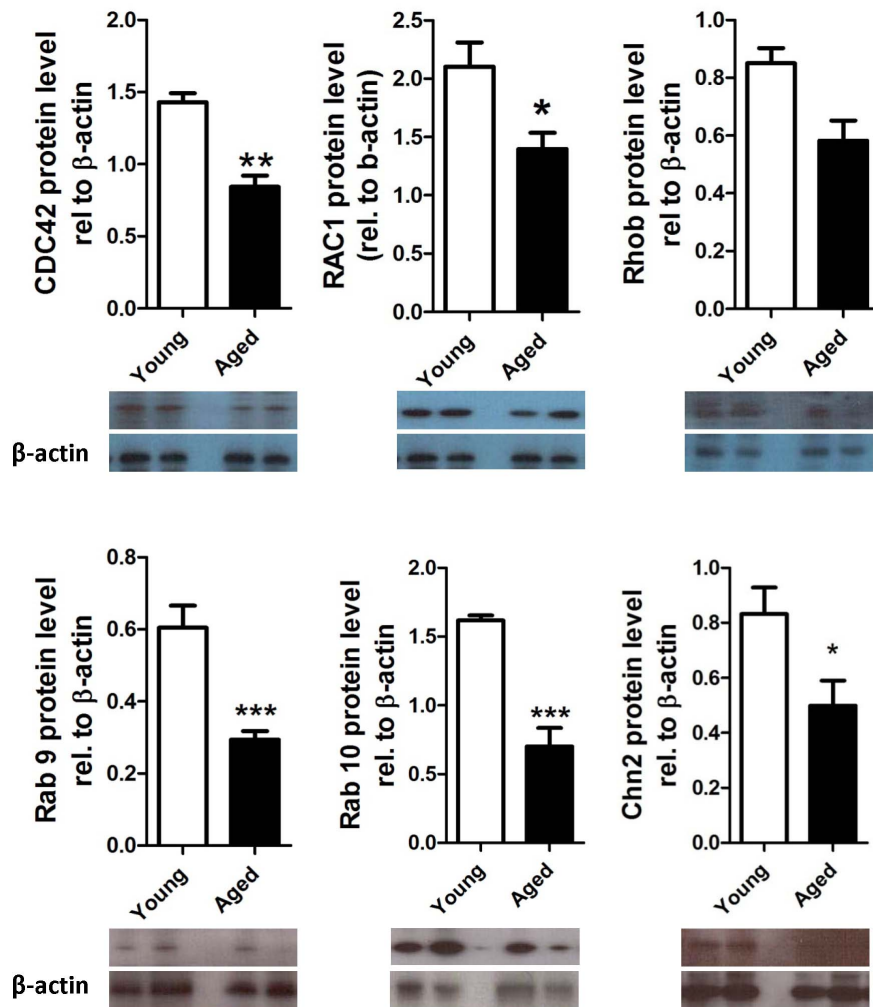 CDC42 protein level
rel to β-actin
2.0
1.5
1.0
0.5
0.0
**
Young
Aged
RAC1 protein level
(rel. to b-actin)
2.5
2.0
1.5
1.0
0.5
0.0
*
Young
Aged
Rhob protein level
rel to β-actin
1.0
0.8
0.6
0.4
0.2
0.0
Young
Aged
β-actin
Rab 9 protein level
rel. to β-actin
0.8
0.6
0.4
0.2
0.0
***
Young
Aged
Rab 10 protein level
rel. to β-actin
2.0
1.5
1.0
0.5
0.0
***
Young
Aged
Chn2 protein level
rel. to β-actin
1.0
0.8
0.6
0.4
0.2
0.0
*
Young
Aged
β-actin